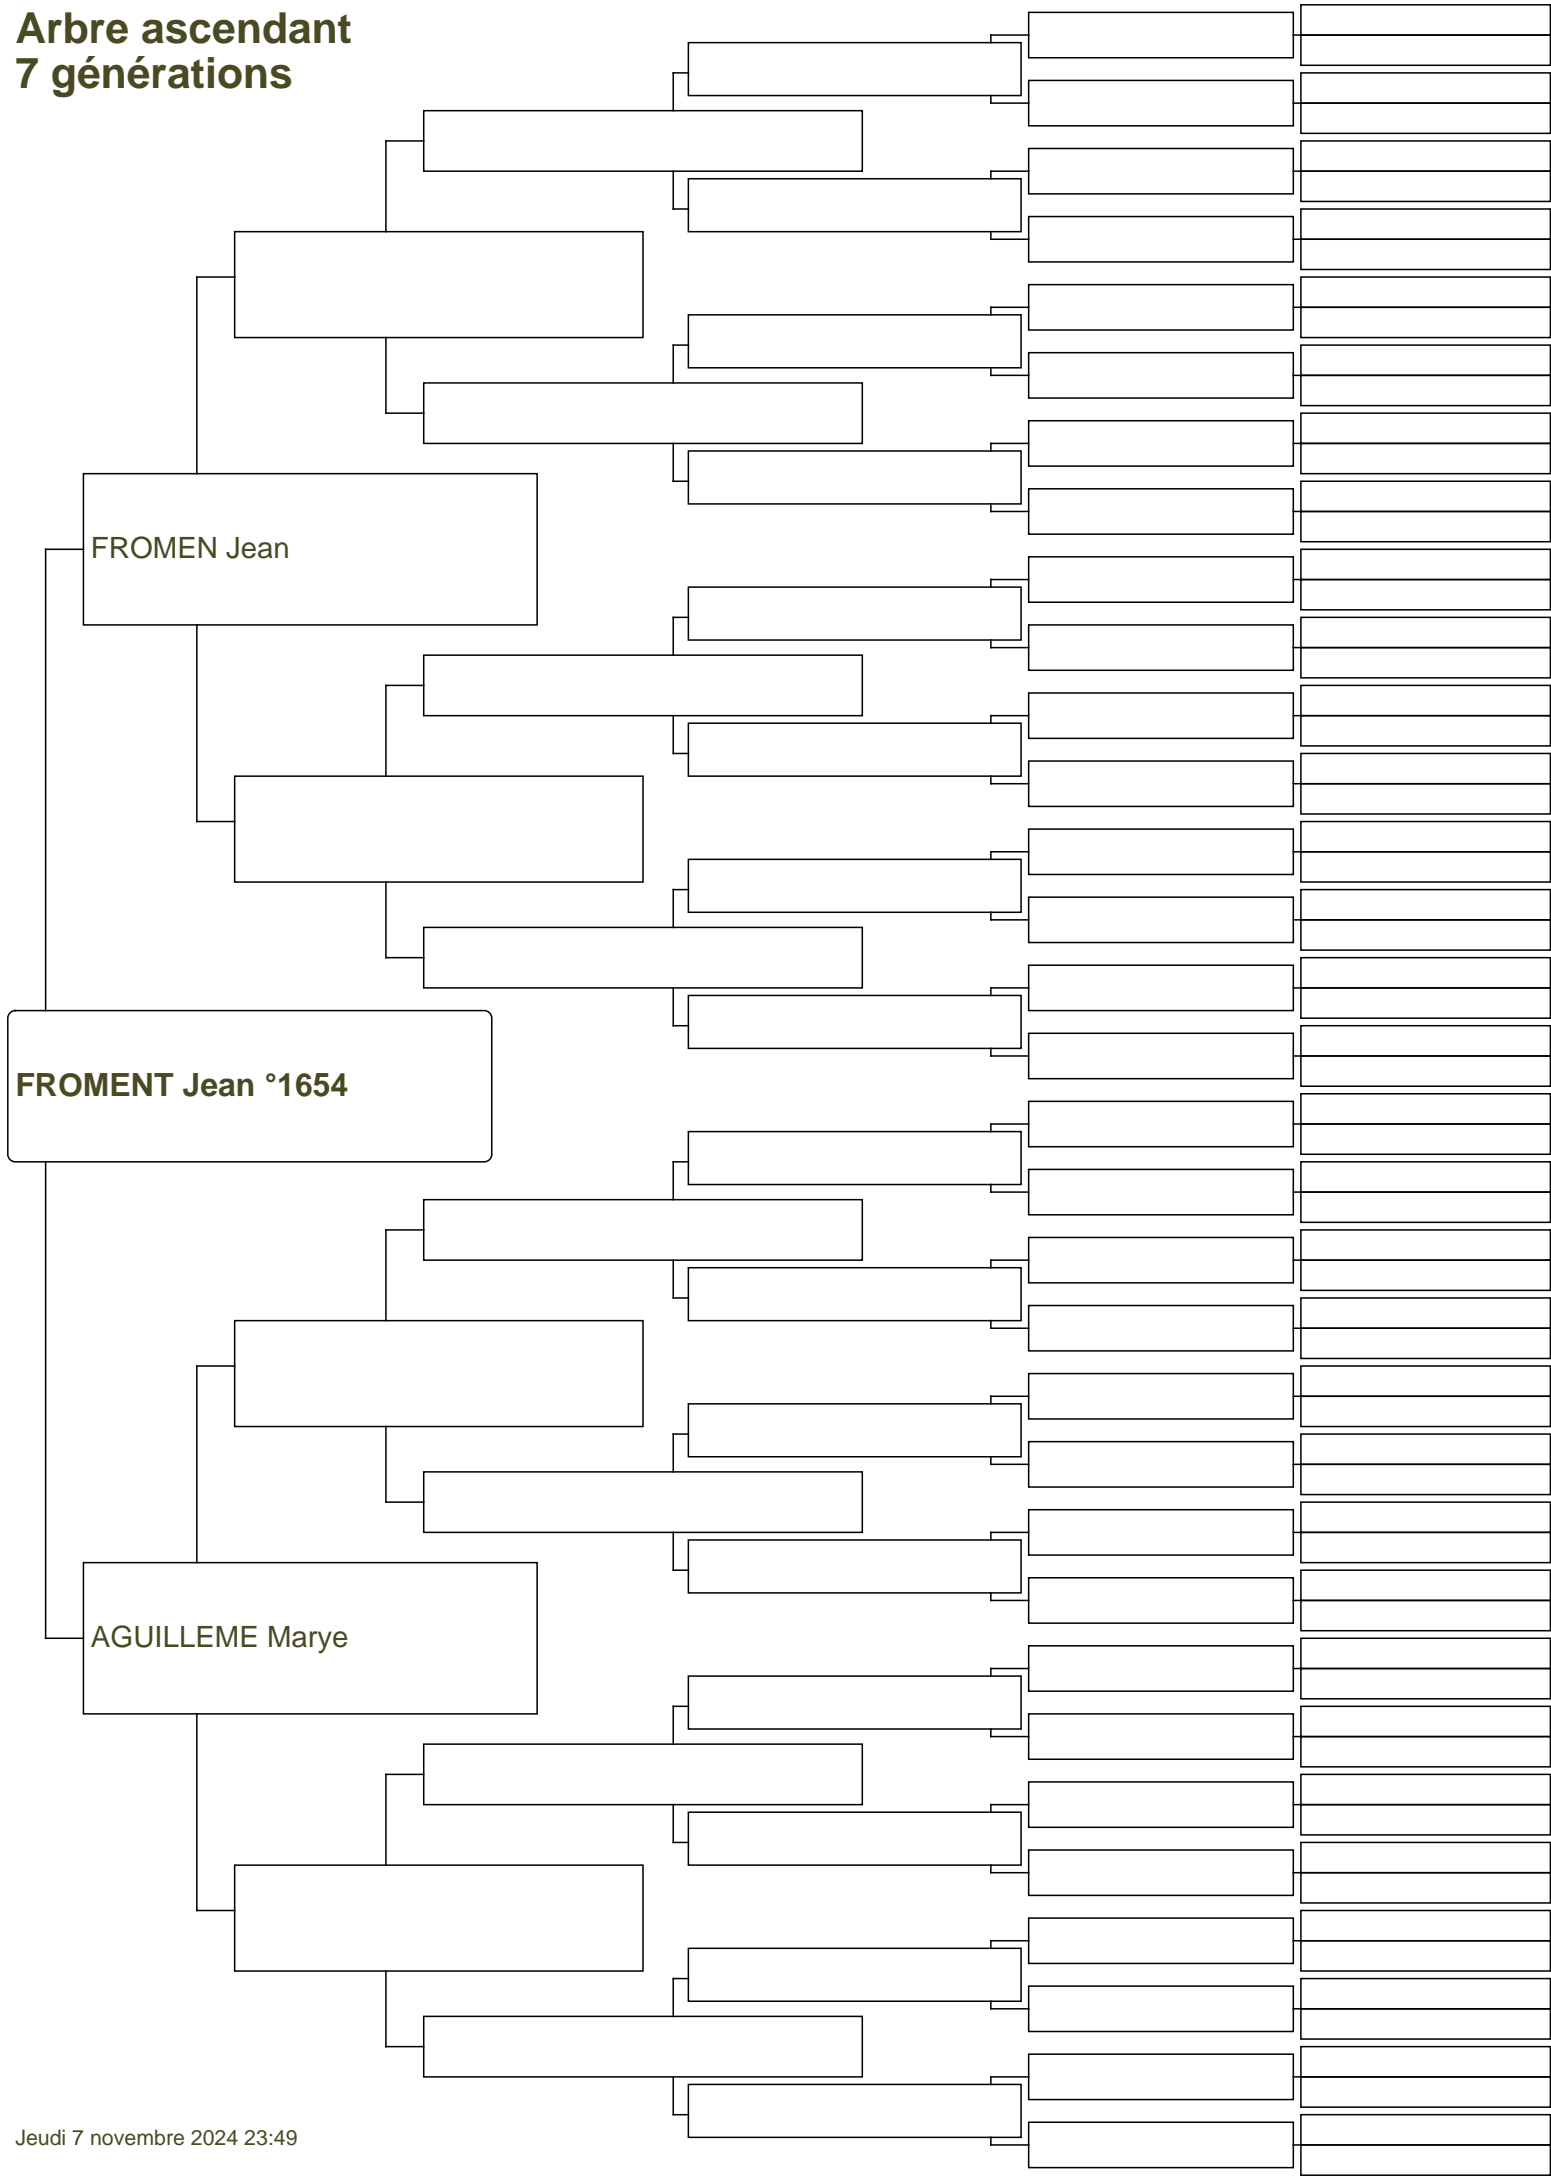 Arbre ascendant
7 générations
FROMEN Jean
FROMENT Jean °1654
AGUILLEME Marye
Jeudi 7 novembre 2024 23:49